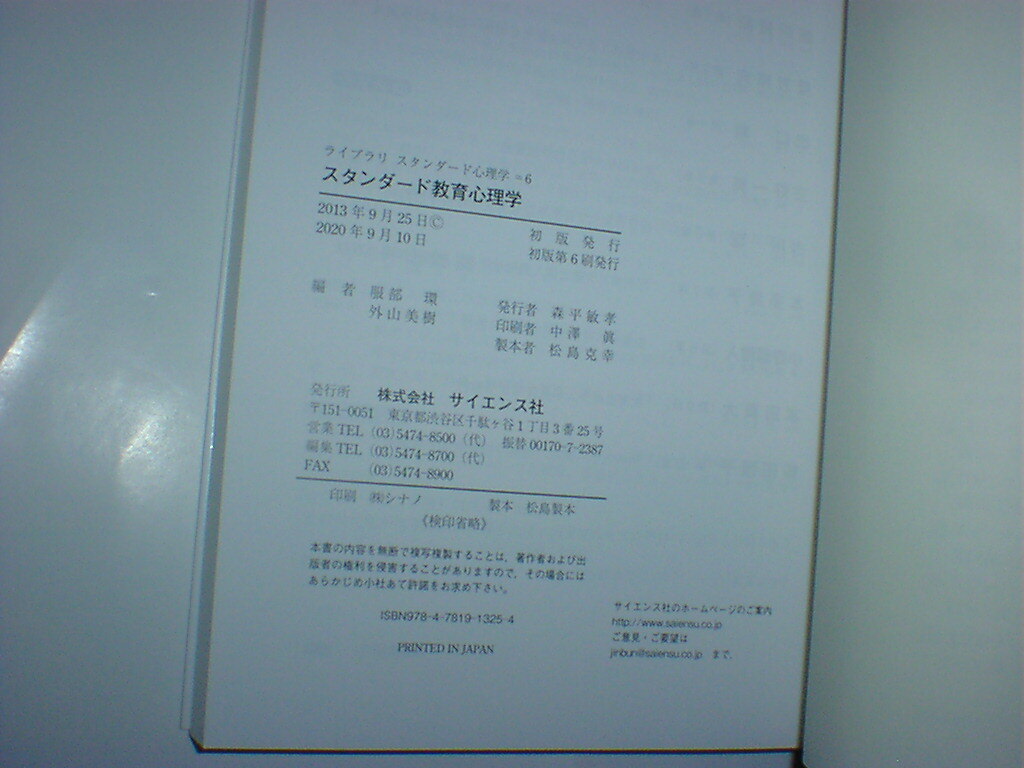 ライブラリ スタンダード心理学=6
スタンダード教育心理学
2013年9月25日© 初版発行
2020年9月10日 初版第6刷発行
編者 服部 環 発行者 森平敏孝
外山美樹 印刷者 中澤 眞
製本者 松島克幸
発行所 株式会社 サイエンス社
〒151-0051 東京都渋谷区千駄ヶ谷1丁目3番25号
営業TEL (03)5474-8500(代) 振替00170-7-2387
編集TEL (03)5474-8700(代)
FAX (03)5474-8900
印刷 ㈱シナノ 製本 松島製本
《検印省略》
本書の内容を無断で複写複製することは、著作者および出
版者の権利を侵害することがありますので、その場合には
あらかじめ小社あて許諾をお求め下さい。
ISBN978-4-7819-1325-4
PRINTED IN JAPAN
サイエンス社のホームページのご案内
http://www.saiensu.co.jp
ご意見・ご要望は
jinbun@saiensu.co.jp まで.